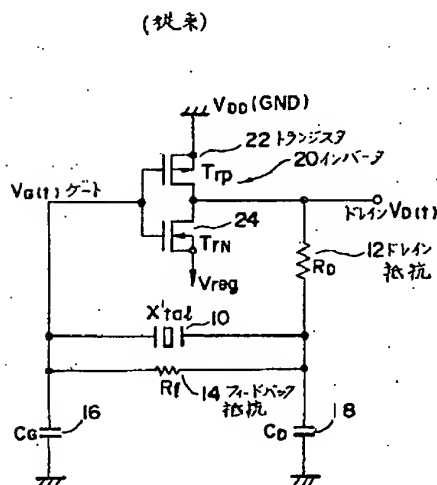 (従来)
VDD(GND)
22 トランジスタ
20 インバータ
TrP
VG(t) ゲート
24
TrN
ドレイン VD(t)
12 ドレイン
抵抗
RD
Vreg
X'tal
10
Rf
14 フィードバック
抵抗
16
CG
18
CD